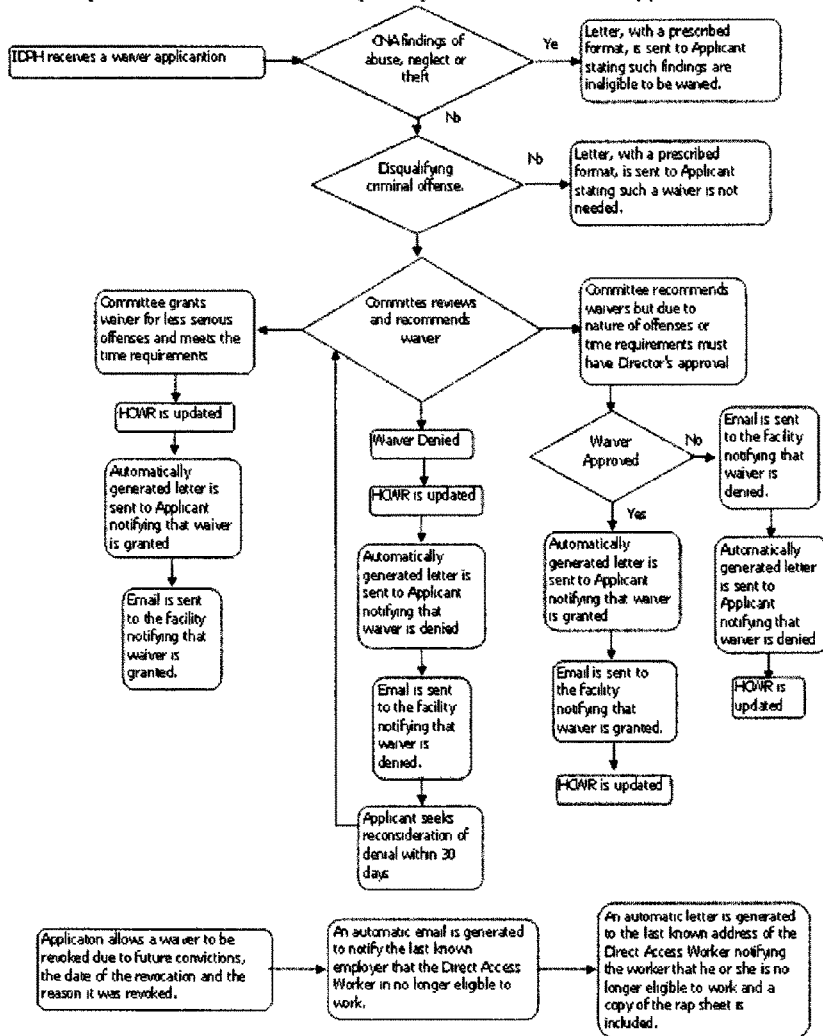 IDPH receives a waiver applicartion
CNA findings of
abuse, neglect or
theft
Ye
Letter, with a prescribed
format, is sent to Applicant
stating such findings are
ineligible to be waived.
No
Disqualifying
criminal offense.
No
Letter, with a prescribed
format, is sent to Applicant
stating such a waiver is not
needed.
Committee grants
waiver for less serious
offenses and meets the
time requirements
Committes reviews
and recommends
waiver
Committee recommends
waivers but due to
nature of offenses or
time requirements must
have Director's approval
HCWR is updated
Automatically
generated letter is
sent to Applicant
notifying that waiver
is granted
Email is sent
to the facility
notifying that
waiver is
granted.
Waiver Denied
HCWR is updated
Automatically
generated letter is
sent to Applicant
notifying that
waiver is denied
Email is sent
to the facility
notifying that
waiver is
denied.
Applicant seeks
reconsideration of
denial within 30
days
Waiver
Approved
No
Yes
Automatically
generated letter is
sent to Applicant
notifying that waiver
is granted
Email is sent to
the facility
notifying that
waiver is granted.
HCWR is updated
Email is sent
to the facility
notifying that
waiver is
denied.
Automatically
generated letter
is sent to
Applicant
notifying that
waiver is denied
HCWR is
updated
Applicaton allows a waiver to be
revoked due to future convictions,
the date of the revocation and the
reason it was revoked.
An automatic email is generated
to notify the last known
employer that the Direct Access
Worker in no longer eligible to
work.
An automatic letter is generated
to the last known address of the
Direct Access Worker notifying
the worker that he or she is no
longer eligible to work and a
copy of the rap sheet is
included.